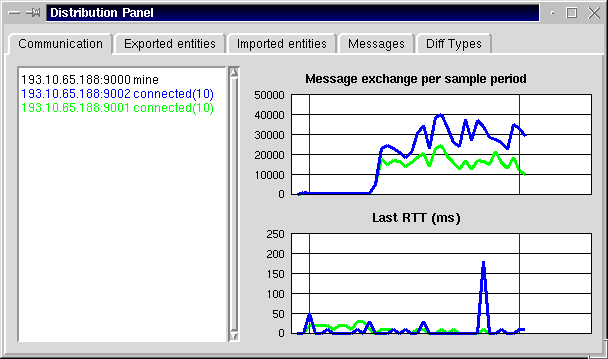 Distribution Panel
Communication
Exported entities
Imported entities
Messages
Diff Types
193.10.65.188:9000 mine
193.10.65.188:9002 connected(10)
193.10.65.188:9001 connected(10)
Message exchange per sample period
50000
40000
30000
20000
10000
0
Last RTT (ms)
250
200
150
100
50
0